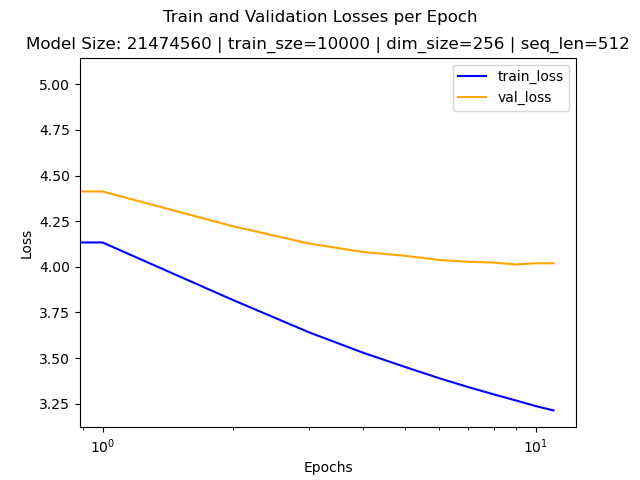 Train and Validation Losses per Epoch
Model Size: 21474560 | train_sze=10000 | dim_size=256 | seq_len=512
train_loss
val_loss
5.00
4.75
4.50
4.25
4.00
3.75
3.50
3.25
Loss
10⁰
10¹
Epochs